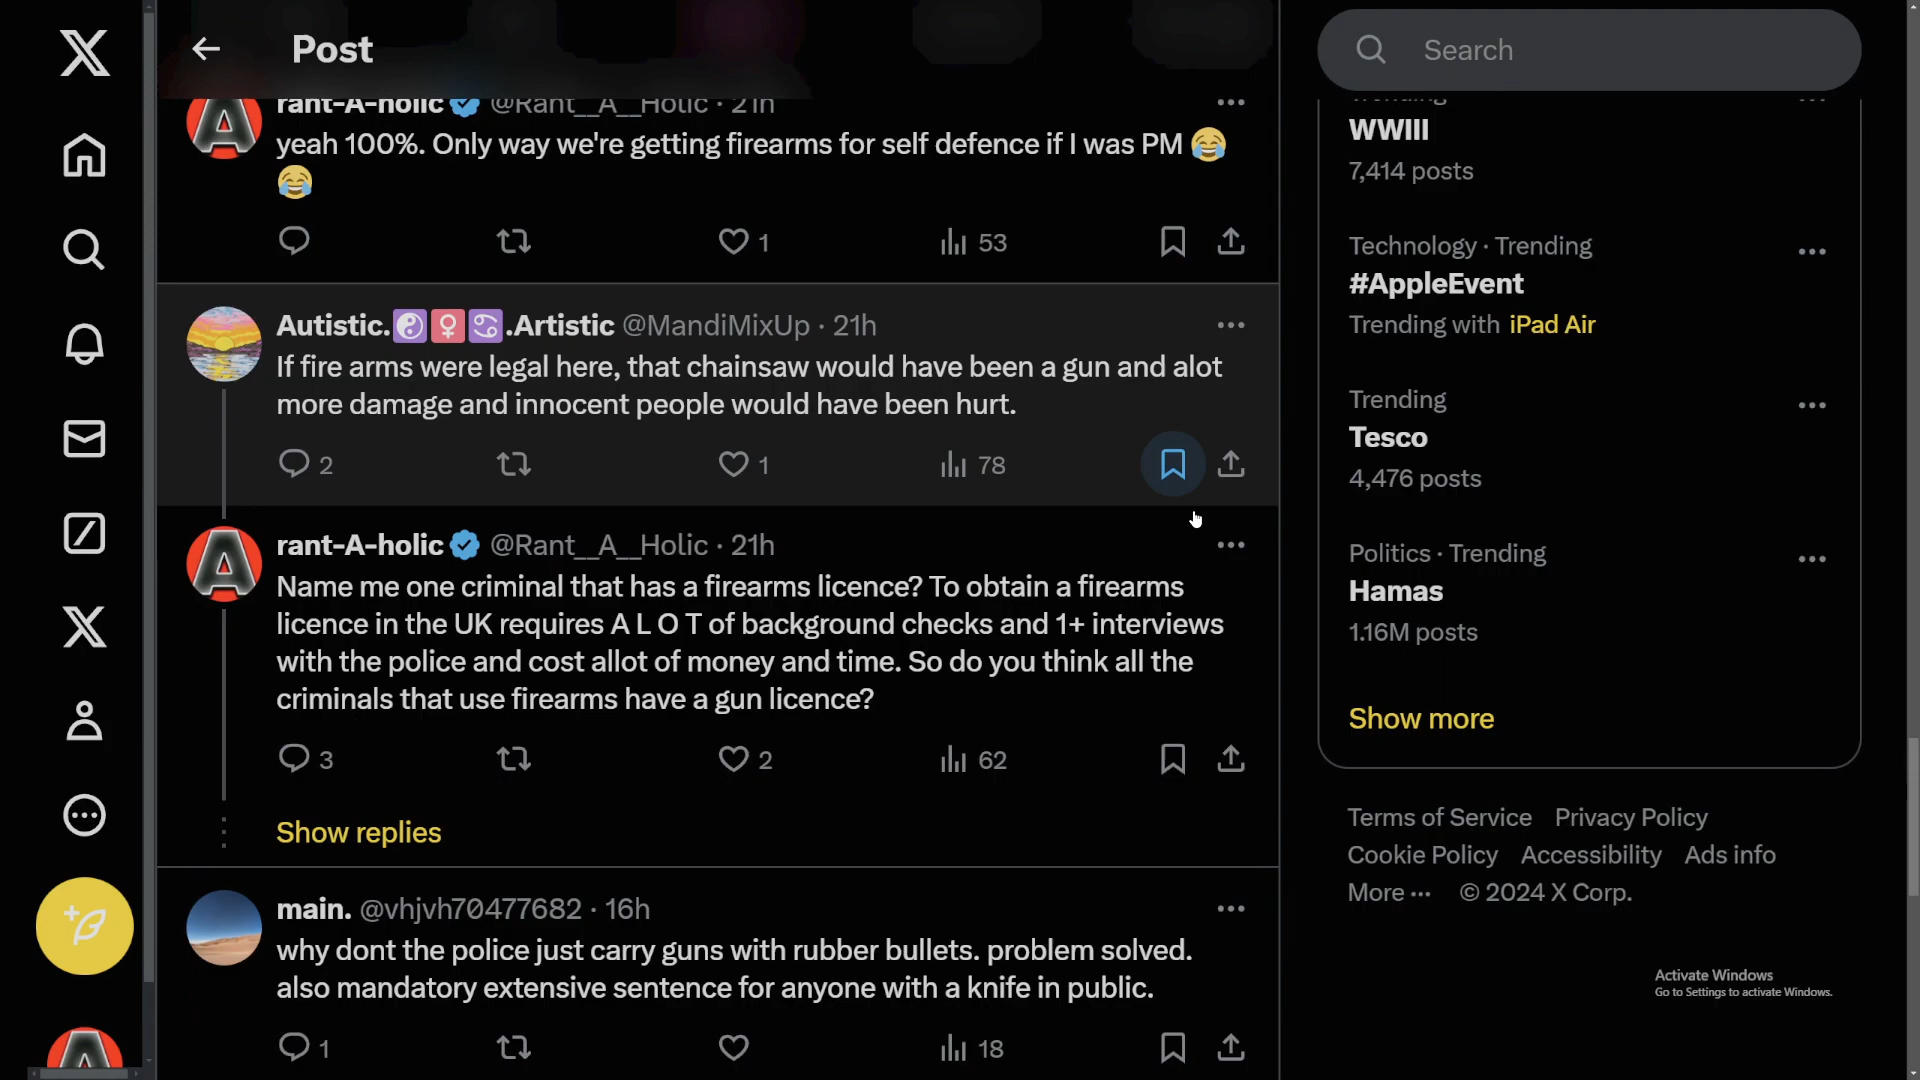 Post
Search
rant-A-holic @Rant__A__Holic · 21h
yeah 100%. Only way we're getting firearms for self defence if I was PM 😂
😂
1
53
Autistic.☯️♀️♋.Artistic @MandiMixUp · 21h
If fire arms were legal here, that chainsaw would have been a gun and alot
more damage and innocent people would have been hurt.
2
1
78
rant-A-holic @Rant__A__Holic · 21h
Name me one criminal that has a firearms licence? To obtain a firearms
licence in the UK requires A L O T of background checks and 1+ interviews
with the police and cost allot of money and time. So do you think all the
criminals that use firearms have a gun licence?
3
2
62
Show replies
main. @vhjvh70477682 · 16h
why dont the police just carry guns with rubber bullets. problem solved.
also mandatory extensive sentence for anyone with a knife in public.
1
18
Trending
WWIII
7,414 posts
Technology · Trending
#AppleEvent
Trending with iPad Air
Trending
Tesco
4,476 posts
Politics · Trending
Hamas
1.16M posts
Show more
Terms of Service Privacy Policy
Cookie Policy Accessibility Ads info
More ··· © 2024 X Corp.
Activate Windows
Go to Settings to activate Windows.